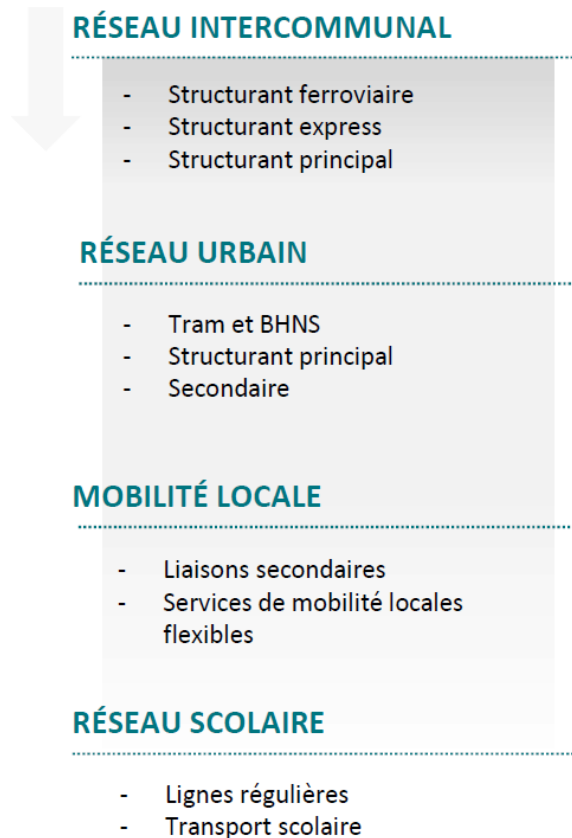 RÉSEAU INTERCOMMUNAL
- Structurant ferroviaire
- Structurant express
- Structurant principal
RÉSEAU URBAIN
- Tram et BHNS
- Structurant principal
- Secondaire
MOBILITÉ LOCALE
- Liaisons secondaires
- Services de mobilité locales
flexibles
RÉSEAU SCOLAIRE
- Lignes régulières
- Transport scolaire